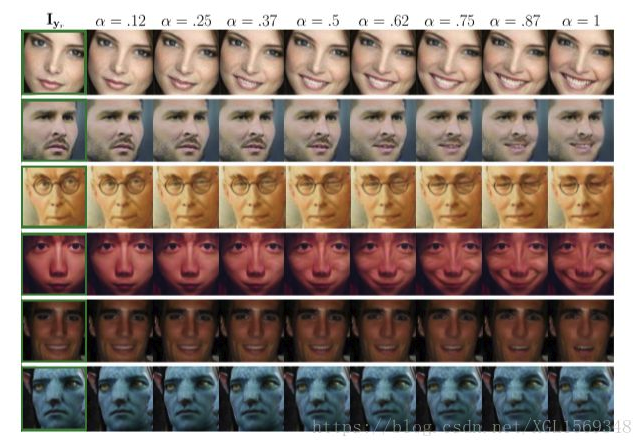 I_{y_r} α = .12 α = .25 α = .37 α = .5 α = .62 α = .75 α = .87 α = 1
https://blog.csdn.net/XGL1569348